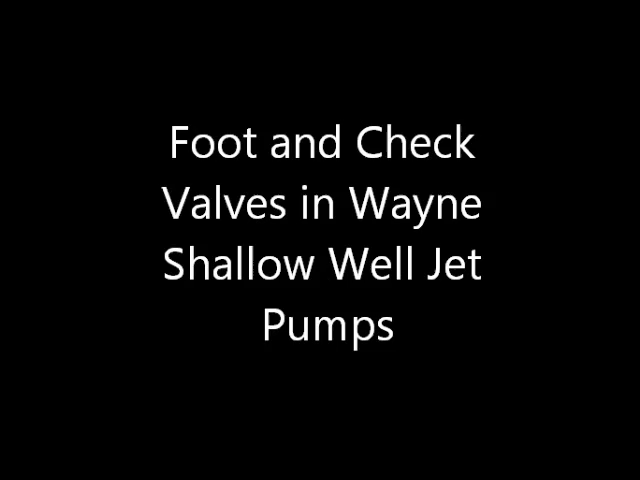 Foot and Check
Valves in Wayne
Shallow Well Jet
Pumps